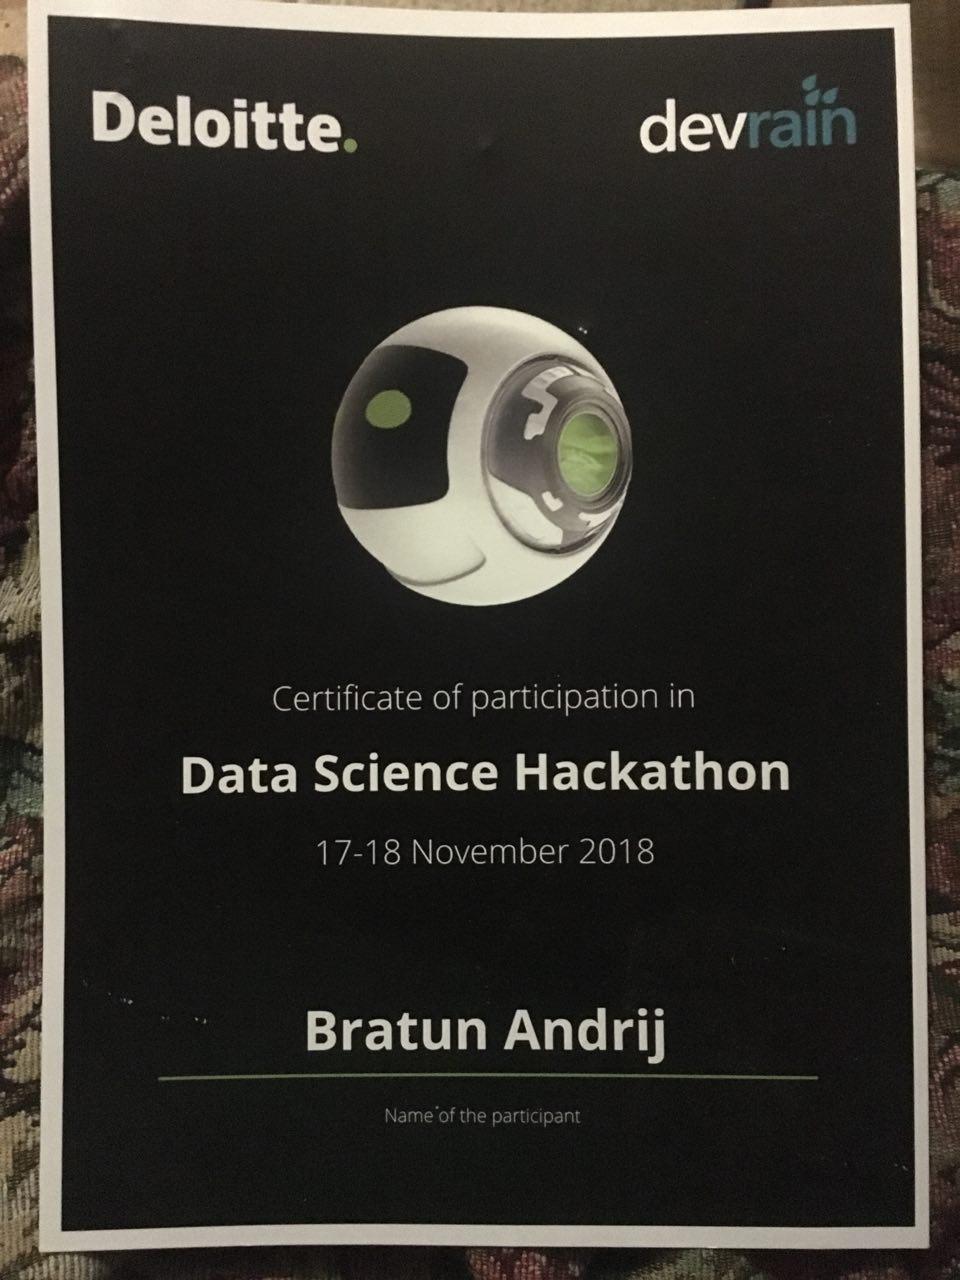 Deloitte.
devrain
Certificate of participation in
Data Science Hackathon
17-18 November 2018
Bratun Andrij
Name of the participant